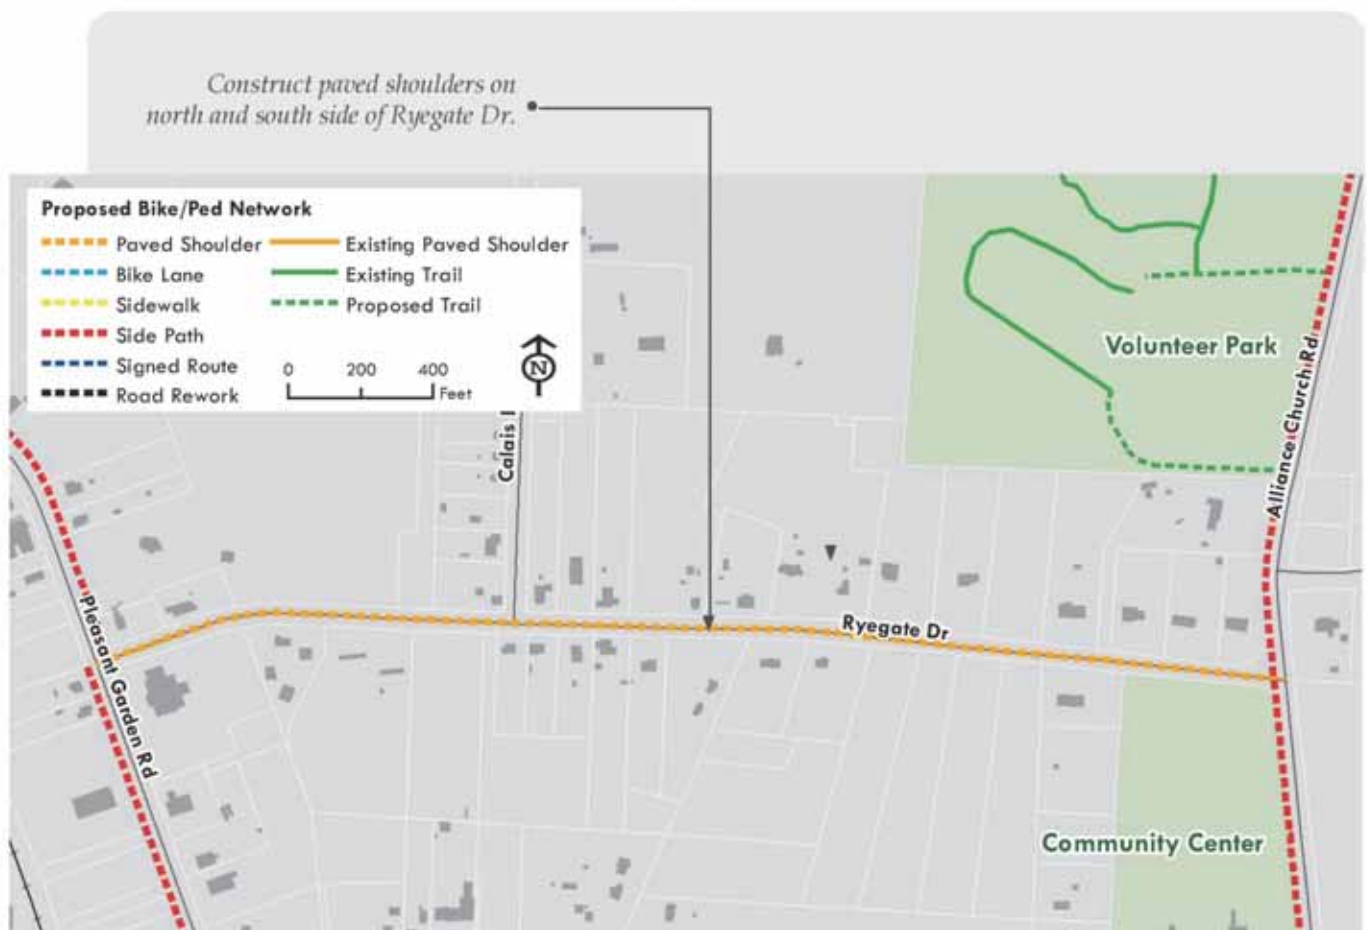 Construct paved shoulders on
north and south side of Ryegate Dr.
Proposed Bike/Ped Network
Paved Shoulder
Existing Paved Shoulder
Bike Lane
Existing Trail
Sidewalk
Proposed Trail
Side Path
Signed Route
Road Rework
0 200 400
Feet
N
Calais
Volunteer Park
Alliance Church Rd
Ryegate Dr
Pleasant Garden Rd
Community Center